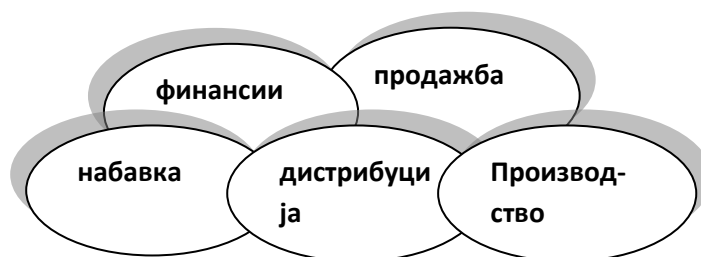 финансии
продажба
набавка
дистрибуци
ја
Производ-
ство